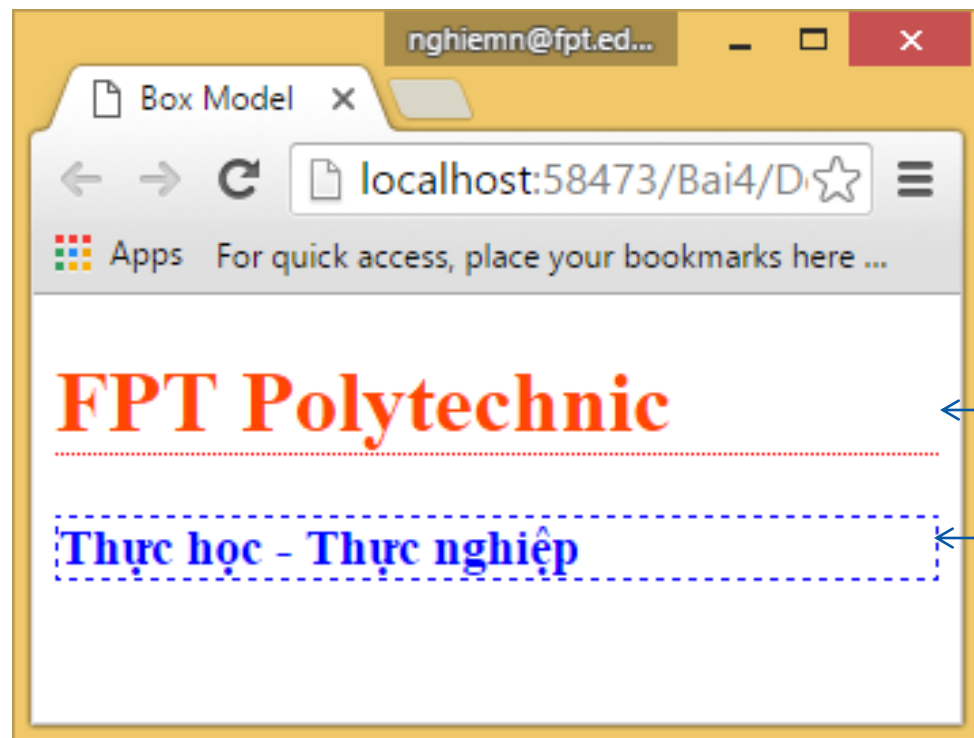 nghiemn@fpt.ed...
Box Model
localhost:58473/Bai4/D
Apps For quick access, place your bookmarks here ...
FPT Polytechnic
Thực học - Thực nghiệp